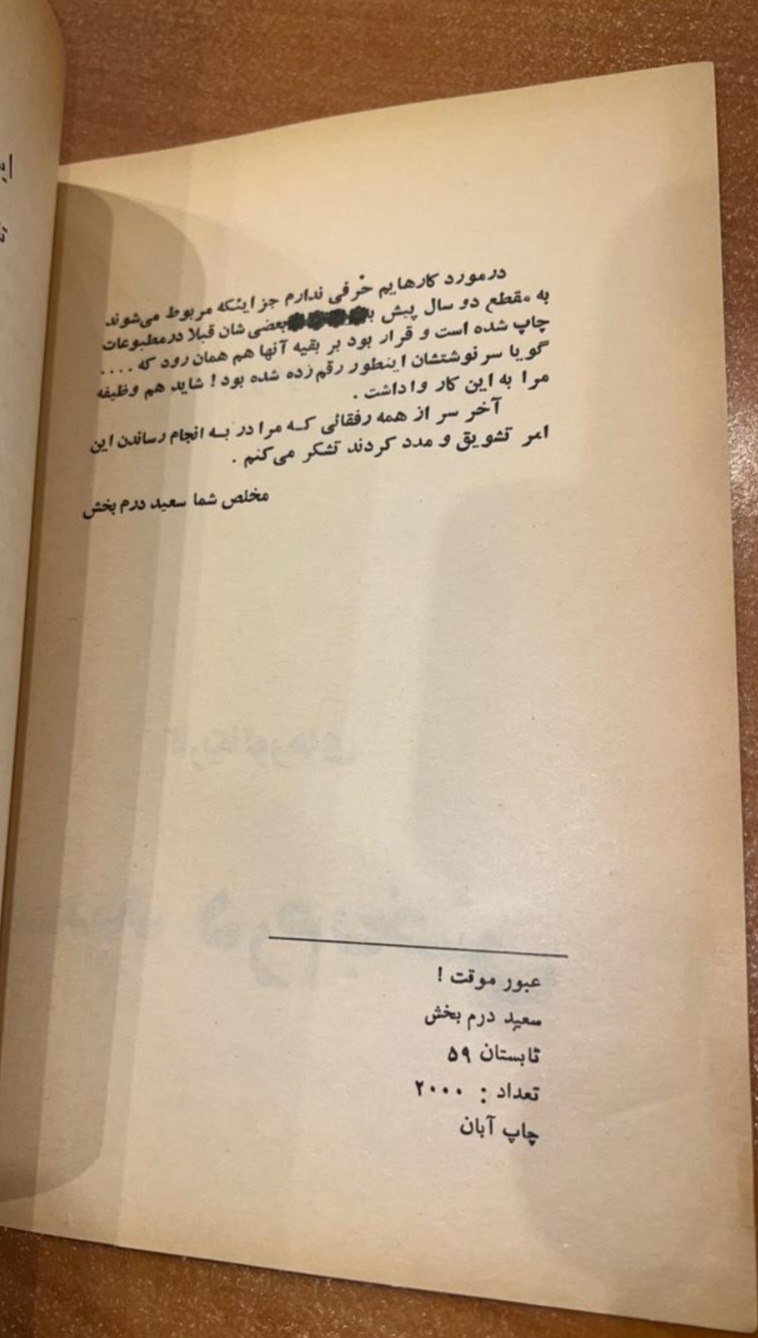 درمورد کارهایم حرفی ندارم جز اینکه مربوط می‌شوند
به مقطع دو سال پیش بعضی‌شان قبلا درمطبوعات
چاپ شده است و قرار بود بر بقیه آنها هم همان رود که ....
گویا سرنوشتشان اینطور رقم زده شده بود ! شاید هم وظیفه
مرا به این کار واداشت .
آخر سر از همه رفقائی که مرا در به انجام رساندن این
امر تشویق و مدد کردند تشکر می‌کنم .
مخلص شما سعید درم بخش
عبور موقت !
سعید درم بخش
تابستان ۵۹
تعداد : ۲۰۰۰
چاپ آبان